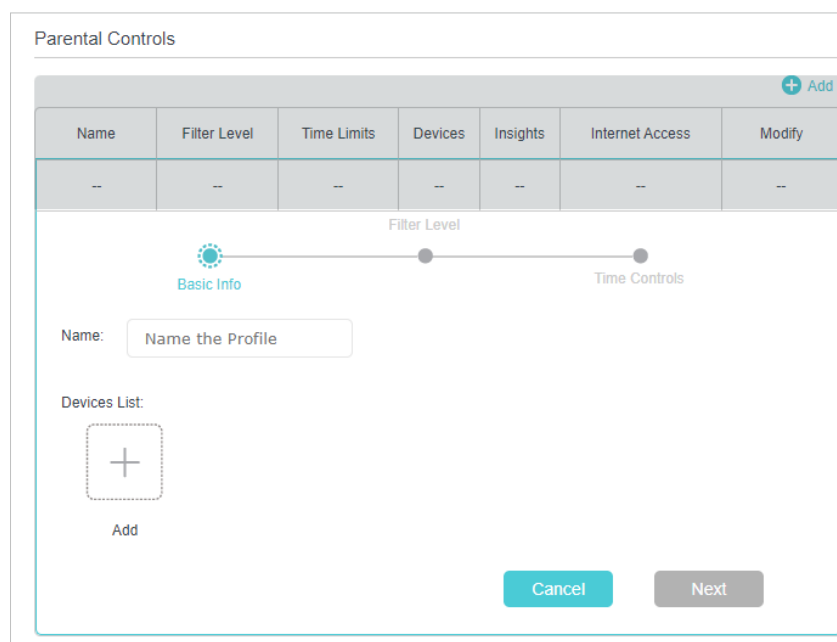 Parental Controls
Add
Name Filter Level Time Limits Devices Insights Internet Access Modify
-- -- -- -- -- -- --
Filter Level
Basic Info
Time Controls
Name: Name the Profile
Devices List:
Add
Cancel Next